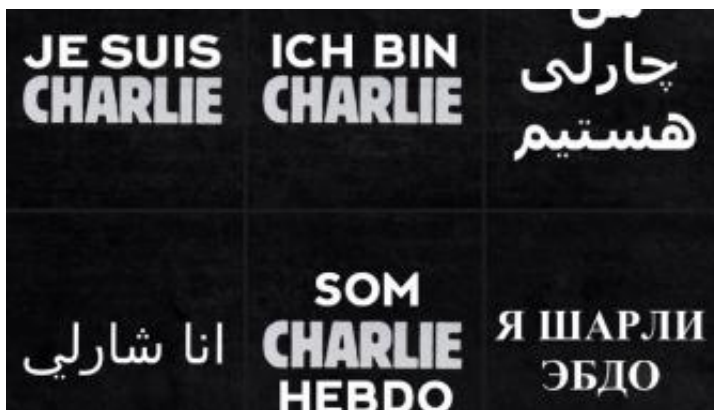 JE SUIS
CHARLIE
ICH BIN
CHARLIE
چارلی
هستیم
انا شارلي
SOM
CHARLIE
HEBDO
Я ШАРЛИ
ЭБДО